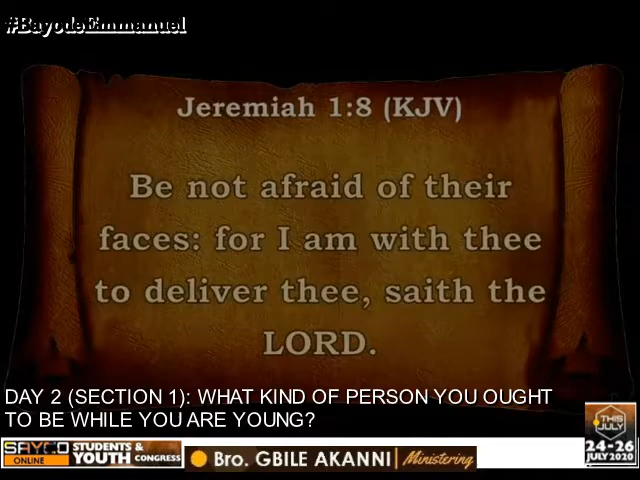 #BayodeEmmanuel
Jeremiah 1:8 (KJV)
Be not afraid of their
faces: for I am with thee
to deliver thee, saith the
LORD.
DAY 2 (SECTION 1): WHAT KIND OF PERSON YOU OUGHT
TO BE WHILE YOU ARE YOUNG?
SAYCO
ONLINE
STUDENTS &
YOUTH CONGRESS
Bro. GBILE AKANNI | Ministering
THIS
JULY
24-26
JULY 2020